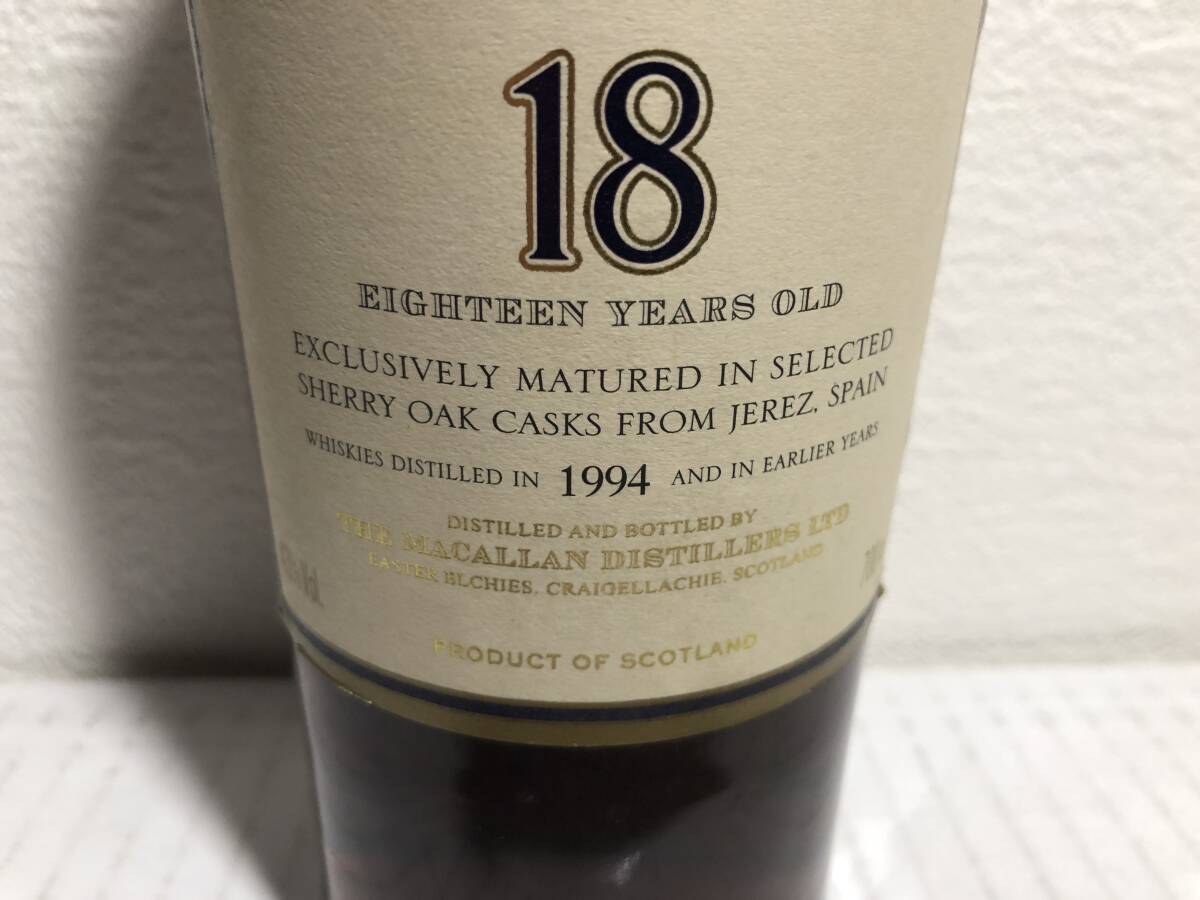 18
EIGHTEEN YEARS OLD
EXCLUSIVELY MATURED IN SELECTED
SHERRY OAK CASKS FROM JEREZ, SPAIN
WHISKIES DISTILLED IN 1994 AND IN EARLIER YEARS
DISTILLED AND BOTTLED BY
THE MACALLAN DISTILLERS LTD
EASTER ELCHIES, CRAIGELLACHIE, SCOTLAND
PRODUCT OF SCOTLAND